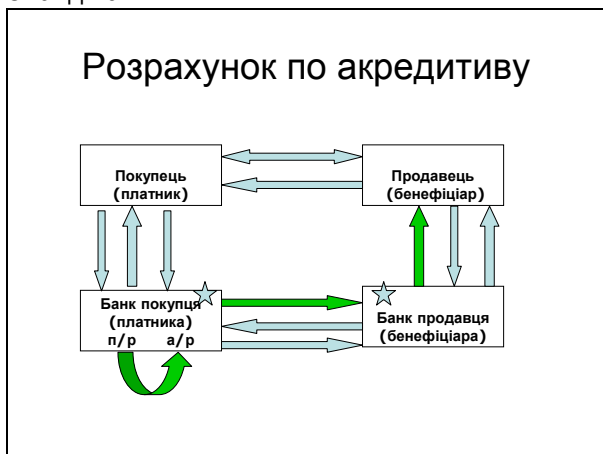 Розрахунок по акредитиву
Покупець
(платник)
Продавець
(бенефіціар)
Банк покупця
(платника)
п/р а/р
Банк продавця
(бенефіціара)